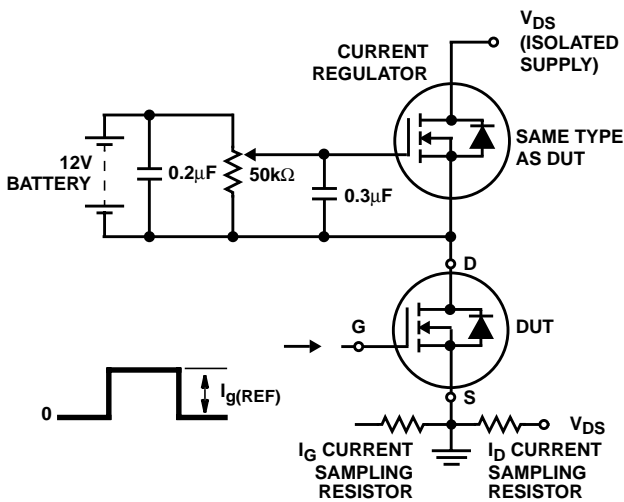 V_DS
(ISOLATED
SUPPLY)
CURRENT
REGULATOR
SAME TYPE
AS DUT
12V
BATTERY
0.2μF
50kΩ
0.3μF
D
DUT
G
I_g(REF)
0
S
V_DS
I_G CURRENT
SAMPLING
RESISTOR
I_D CURRENT
SAMPLING
RESISTOR